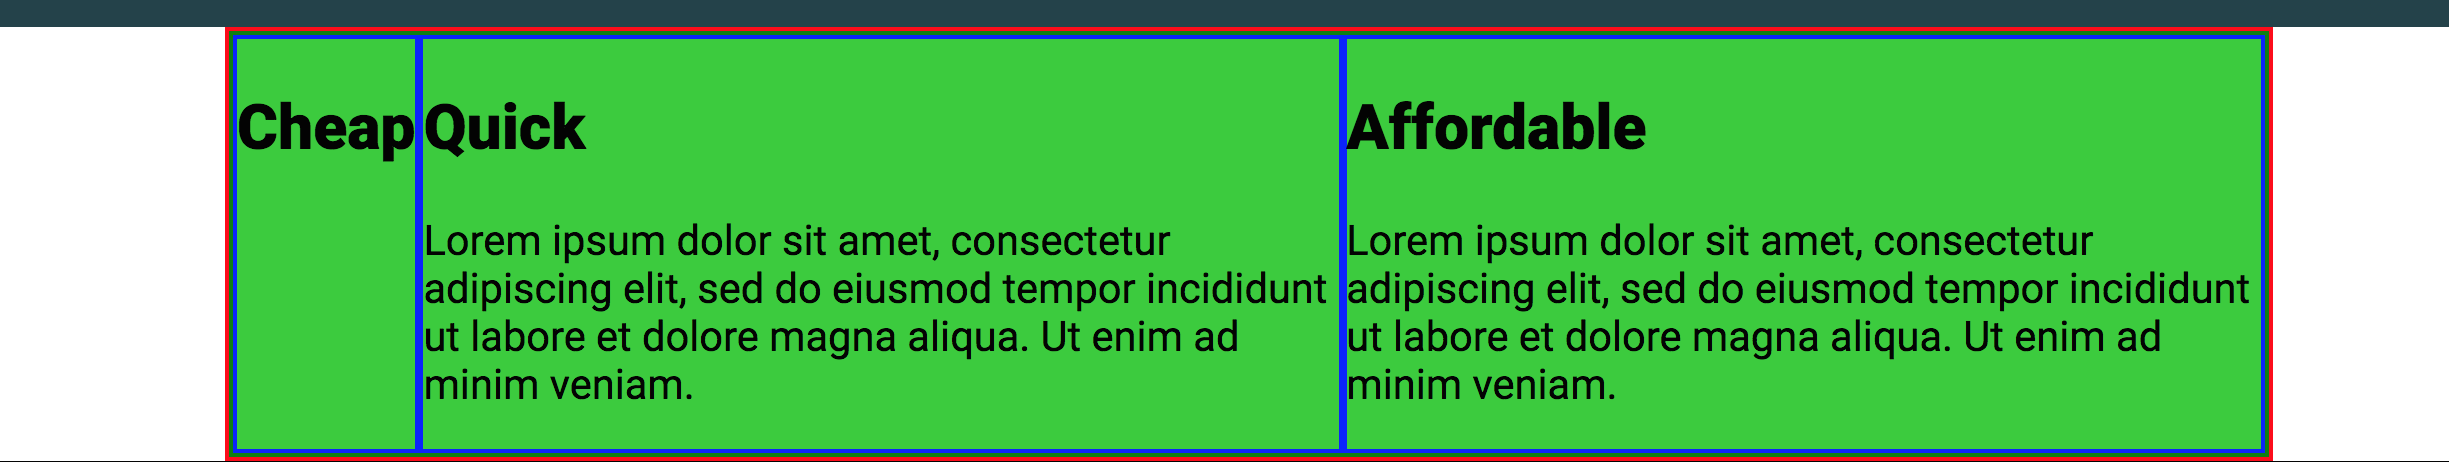 Cheap
Quick
Lorem ipsum dolor sit amet, consectetur
adipiscing elit, sed do eiusmod tempor incididunt
ut labore et dolore magna aliqua. Ut enim ad
minim veniam.
Affordable
Lorem ipsum dolor sit amet, consectetur
adipiscing elit, sed do eiusmod tempor incididunt
ut labore et dolore magna aliqua. Ut enim ad
minim veniam.